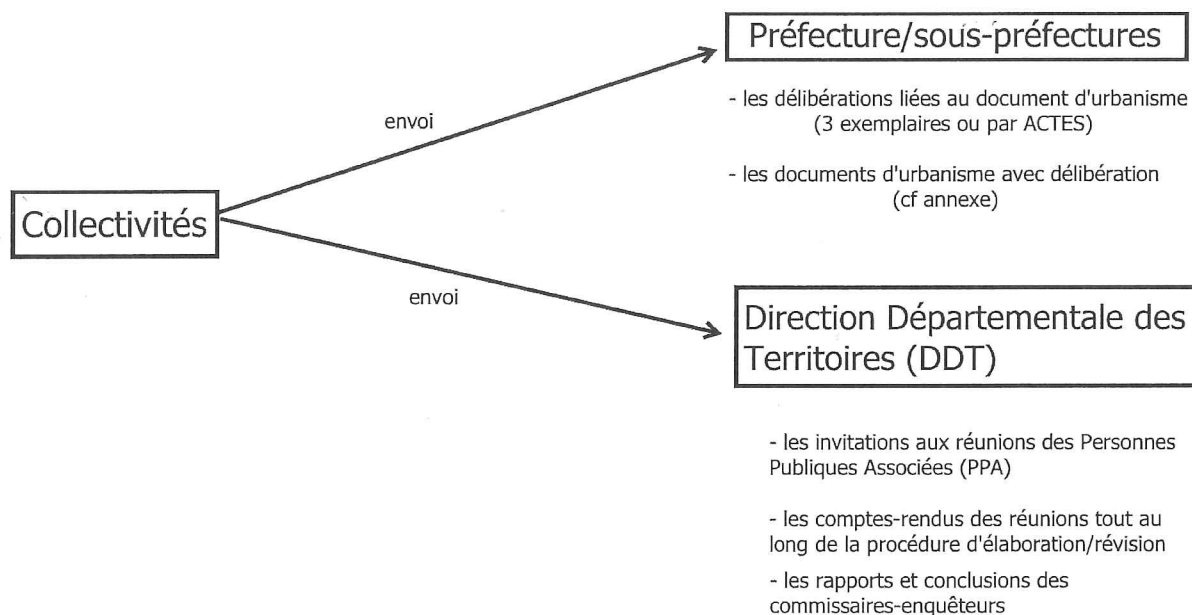 Préfecture/sous-préfectures
- les délibérations liées au document d'urbanisme
(3 exemplaires ou par ACTES)
- les documents d'urbanisme avec délibération
(cf annexe)
envoi
Collectivités
envoi
Direction Départementale des
Territoires (DDT)
- les invitations aux réunions des Personnes
Publiques Associées (PPA)
- les comptes-rendus des réunions tout au
long de la procédure d'élaboration/révision
- les rapports et conclusions des
commissaires-enquêteurs